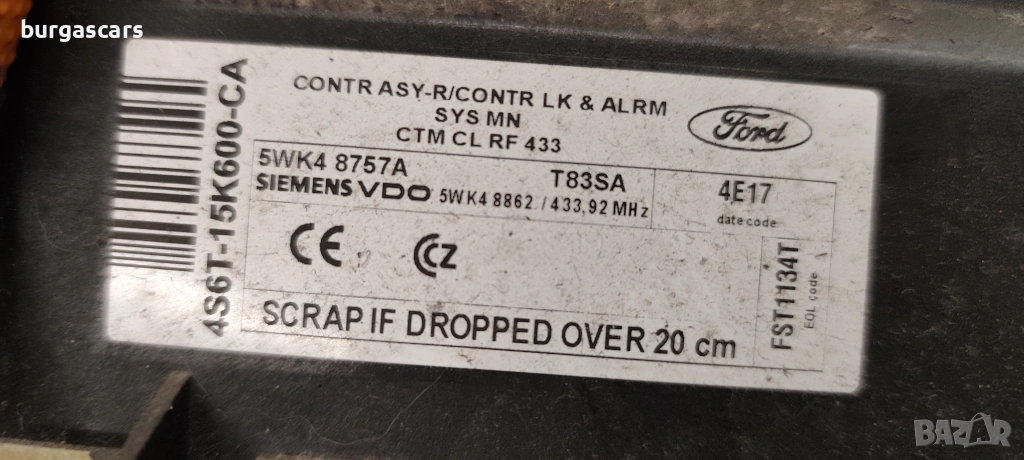 burgascars
4S6T-15K600-CA
CONTR ASY-R/CONTR LK & ALRM
SYS MN
CTM CL RF 433
Ford
5WK4 8757A T83SA
SIEMENS VDO 5WK4 8862 / 433,92 MHz
4E17
date code
CE CCZ
FST1134T
EOL code
SCRAP IF DROPPED OVER 20 cm
BAZAR